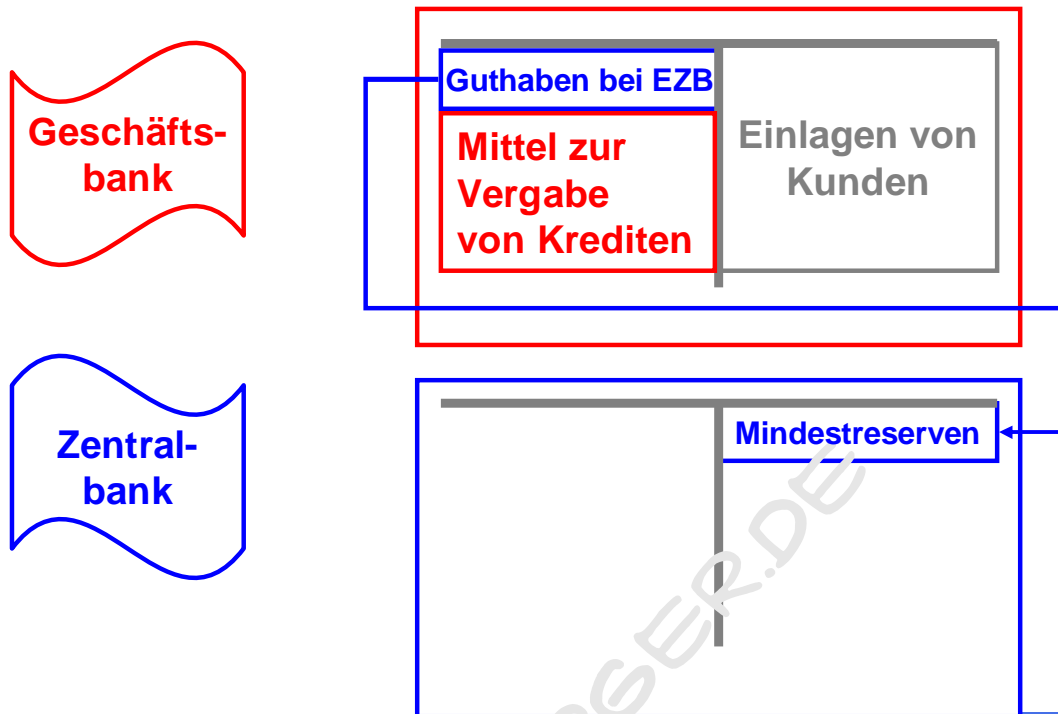 Geschäfts-
bank
Guthaben bei EZB
Mittel zur
Vergabe
von Krediten
Einlagen von
Kunden
Zentral-
bank
Mindestreserven